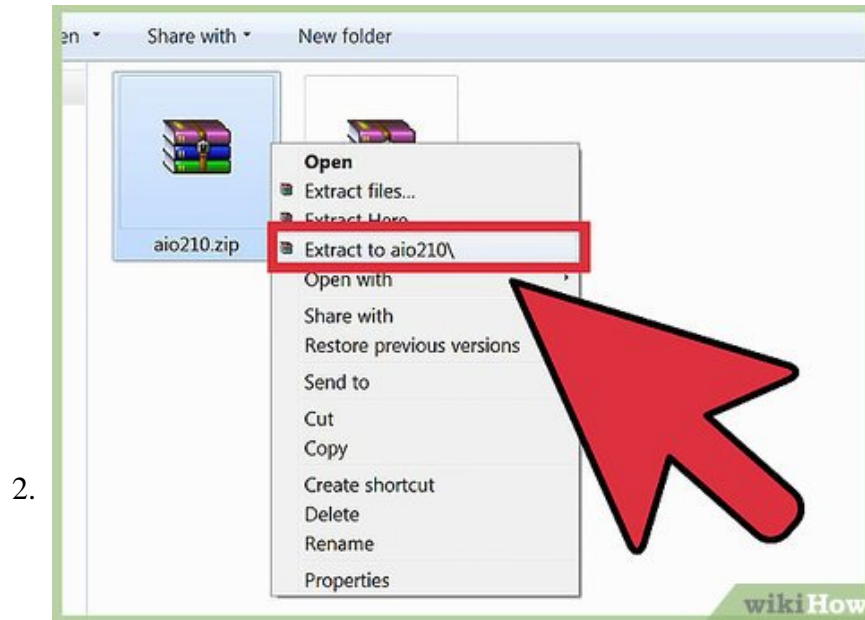 en Share with New folder
aio210.zip
Open
Extract files...
Extract Here
Extract to aio210\
Open with
Share with
Restore previous versions
Send to
Cut
Copy
Create shortcut
Delete
Rename
Properties
2.
wikiHow